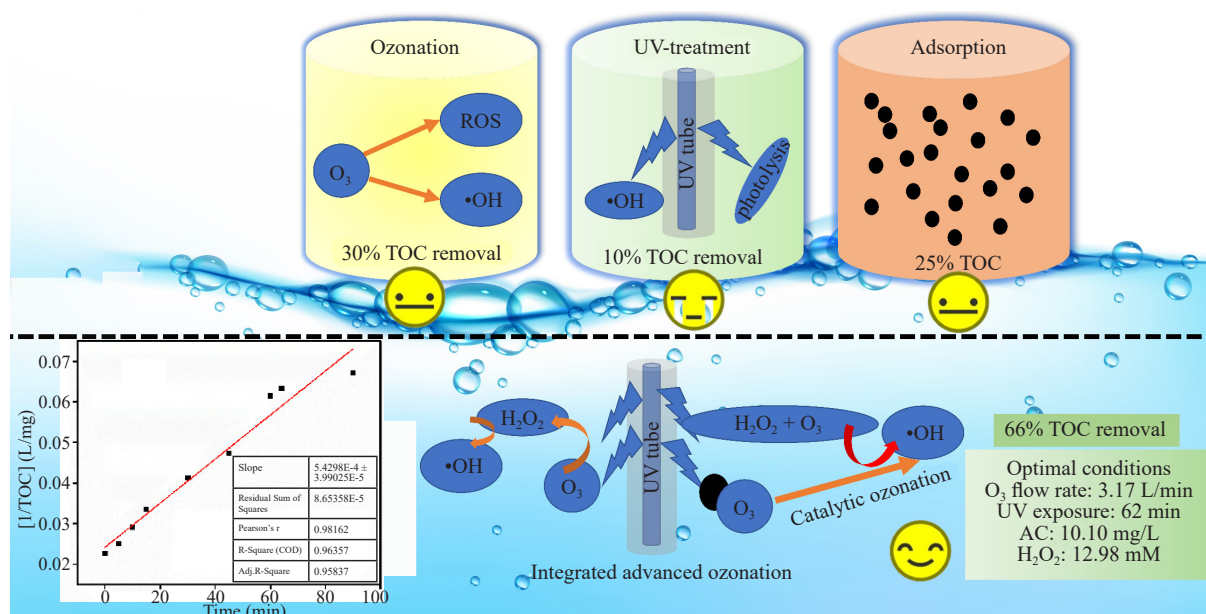 Ozonation
O₃
ROS
•OH
30% TOC removal
UV-treatment
UV tube
•OH
photolysis
10% TOC removal
Adsorption
25% TOC
[1/TOC] (L/mg)
0.07
0.06
0.05
0.04
0.03
0.02
0
20
40
60
80
100
Time (min)
Slope 5.4298E-4 ±
3.99025E-5
Residual Sum of
Squares 8.65358E-5
Pearson's r 0.98162
R-Square (COD) 0.96357
Adj.R-Square 0.95837
H₂O₂
•OH
O₃
UV tube
H₂O₂ + O₃
•OH
O₃
Catalytic ozonation
Integrated advanced ozonation
66% TOC removal
Optimal conditions
O₃ flow rate: 3.17 L/min
UV exposure: 62 min
AC: 10.10 mg/L
H₂O₂: 12.98 mM